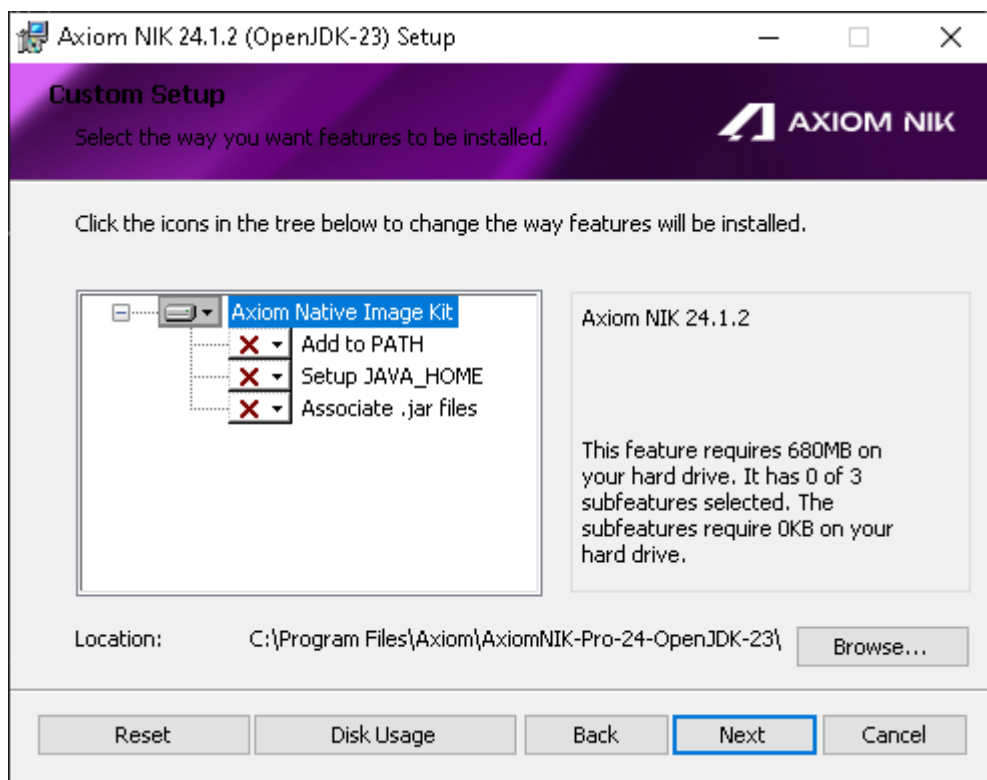 Axiom NIK 24.1.2 (OpenJDK-23) Setup
Custom Setup
Select the way you want features to be installed.
AXIOM NIK
Click the icons in the tree below to change the way features will be installed.
Axiom Native Image Kit
Add to PATH
Setup JAVA_HOME
Associate .jar files
Axiom NIK 24.1.2
This feature requires 680MB on
your hard drive. It has 0 of 3
subfeatures selected. The
subfeatures require 0KB on your
hard drive.
Location: C:\Program Files\Axiom\AxiomNIK-Pro-24-OpenJDK-23\ Browse...
Reset Disk Usage Back Next Cancel